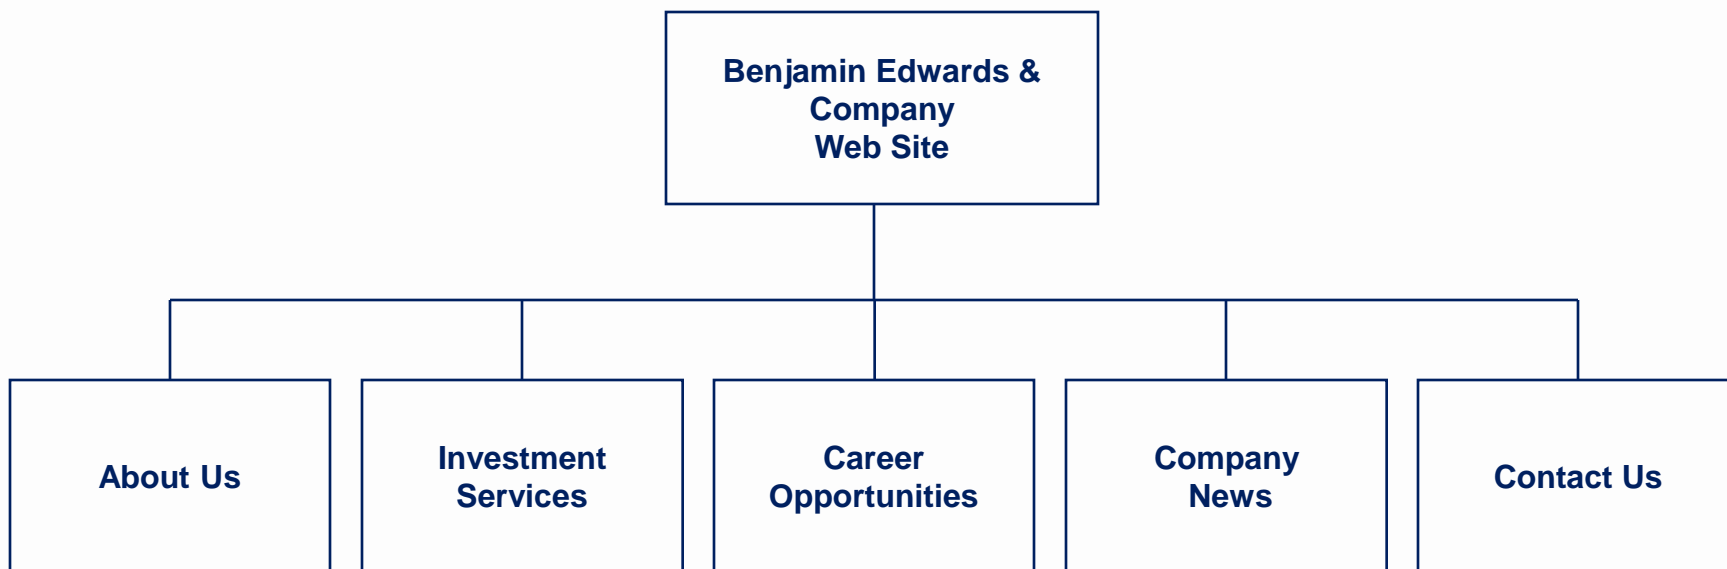 Benjamin Edwards &
Company
Web Site
About Us
Investment
Services
Career
Opportunities
Company
News
Contact Us